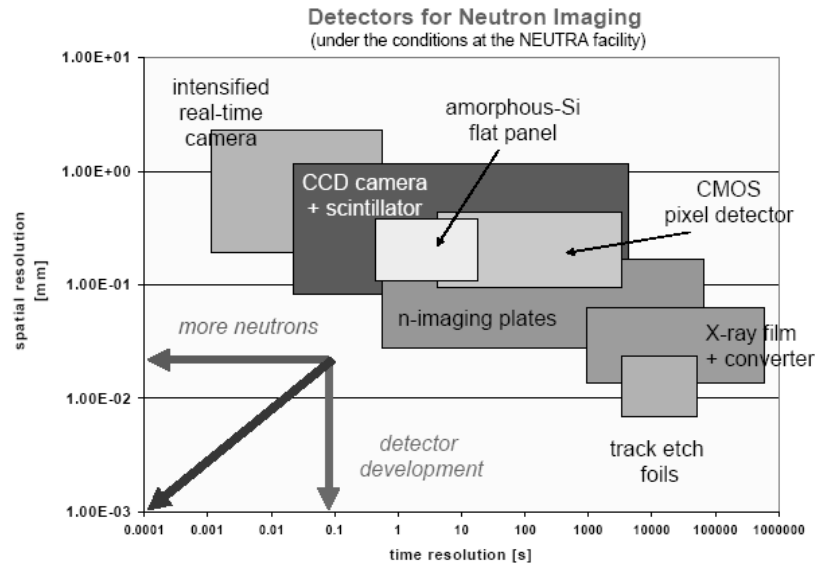 Detectors for Neutron Imaging
(under the conditions at the NEUTRA facility)
1.00E+01
1.00E+00
1.00E-01
1.00E-02
1.00E-03
spatial resolution
[mm]
intensified
real-time
camera
amorphous-Si
flat panel
CCD camera
+ scintillator
CMOS
pixel detector
more neutrons
n-imaging plates
X-ray film
+ converter
detector
development
track etch
foils
0.0001
0.001
0.01
0.1
1
10
100
1000
10000
100000
1000000
time resolution [s]